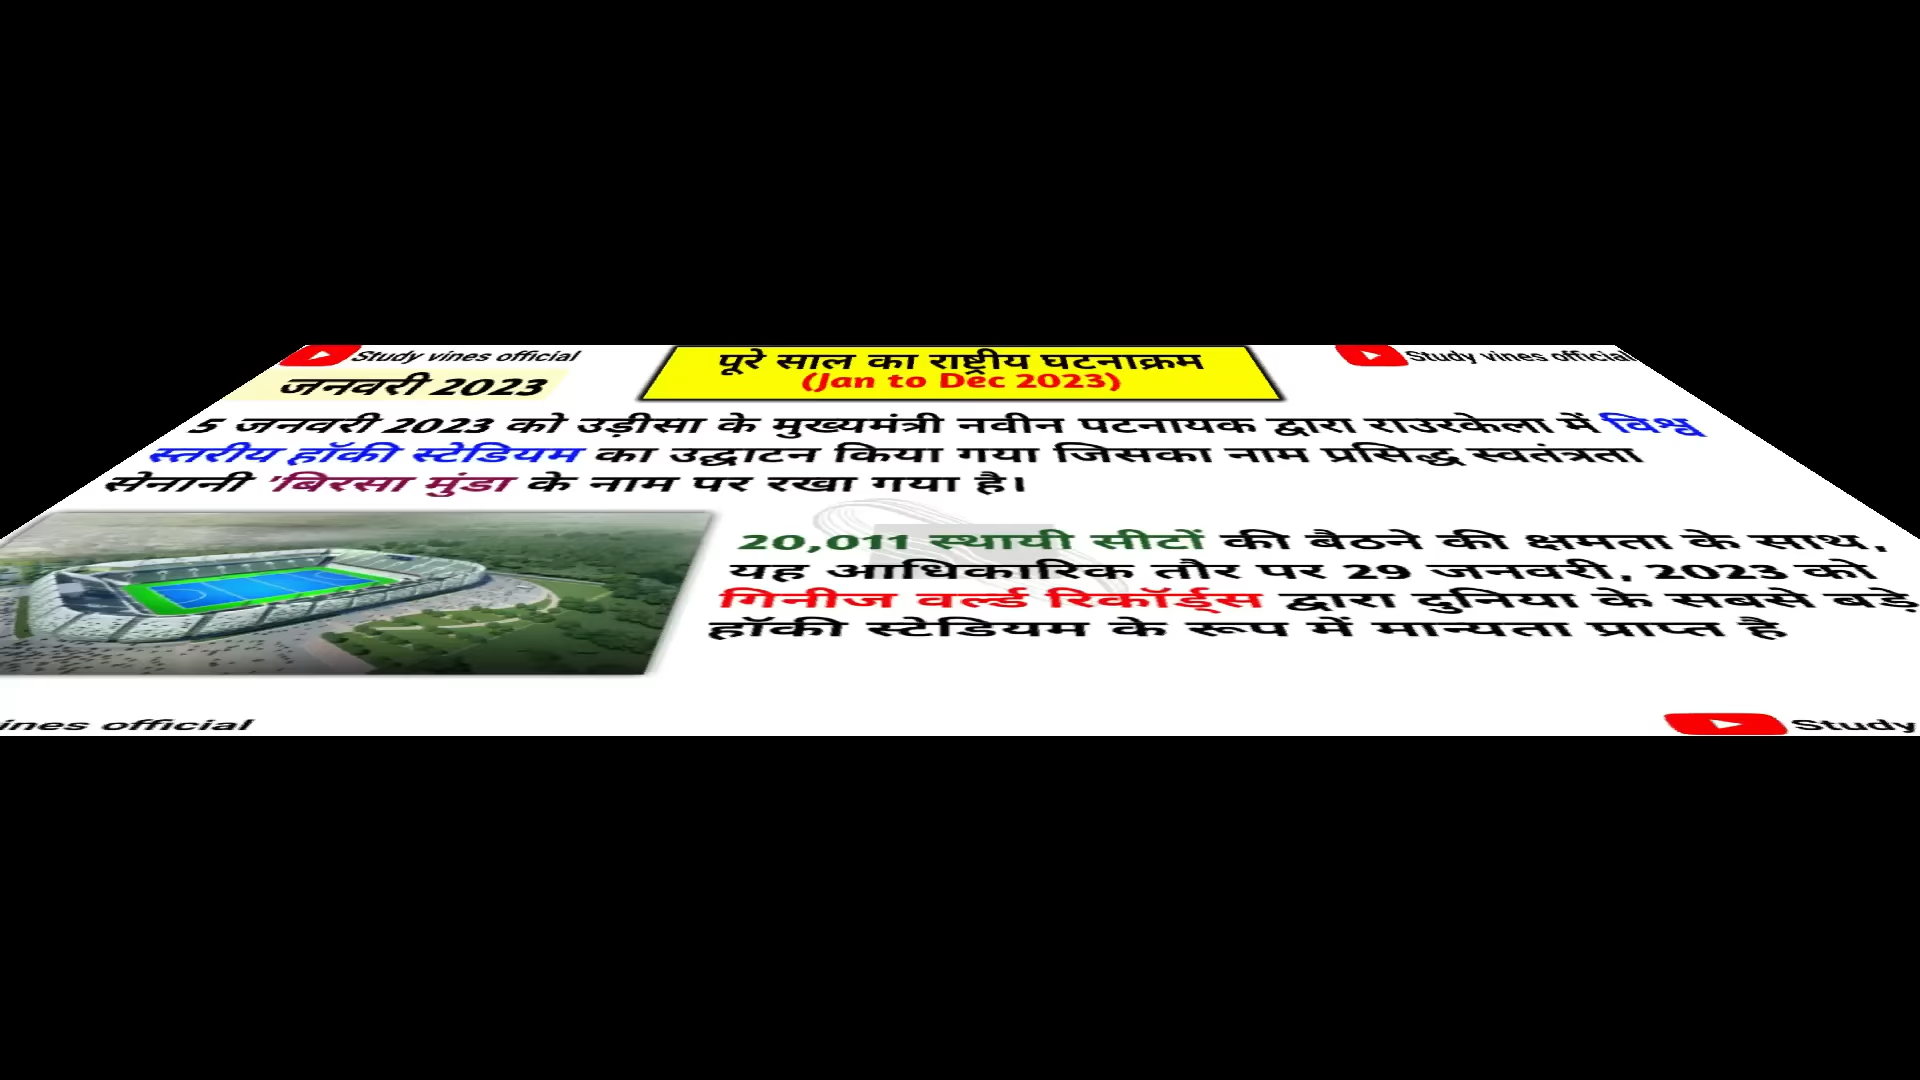 Study vines official
पूरे साल का राष्ट्रीय घटनाक्रम
(Jan to Dec 2023)
Study vines official
जनवरी 2023
5 जनवरी 2023 को उड़ीसा के मुख्यमंत्री नवीन पटनायक द्वारा राउरकेला में विश्व
स्तरीय हॉकी स्टेडियम का उद्घाटन किया गया जिसका नाम प्रसिद्ध स्वतंत्रता
सेनानी 'बिरसा मुंडा के नाम पर रखा गया है।
20,011 स्थायी सीटों की बैठने की क्षमता के साथ,
यह आधिकारिक तौर पर 29 जनवरी, 2023 को
गिनीज वर्ल्ड रिकॉर्ड्स द्वारा दुनिया के सबसे बड़े
हॉकी स्टेडियम के रूप में मान्यता प्राप्त है
ines official
Study